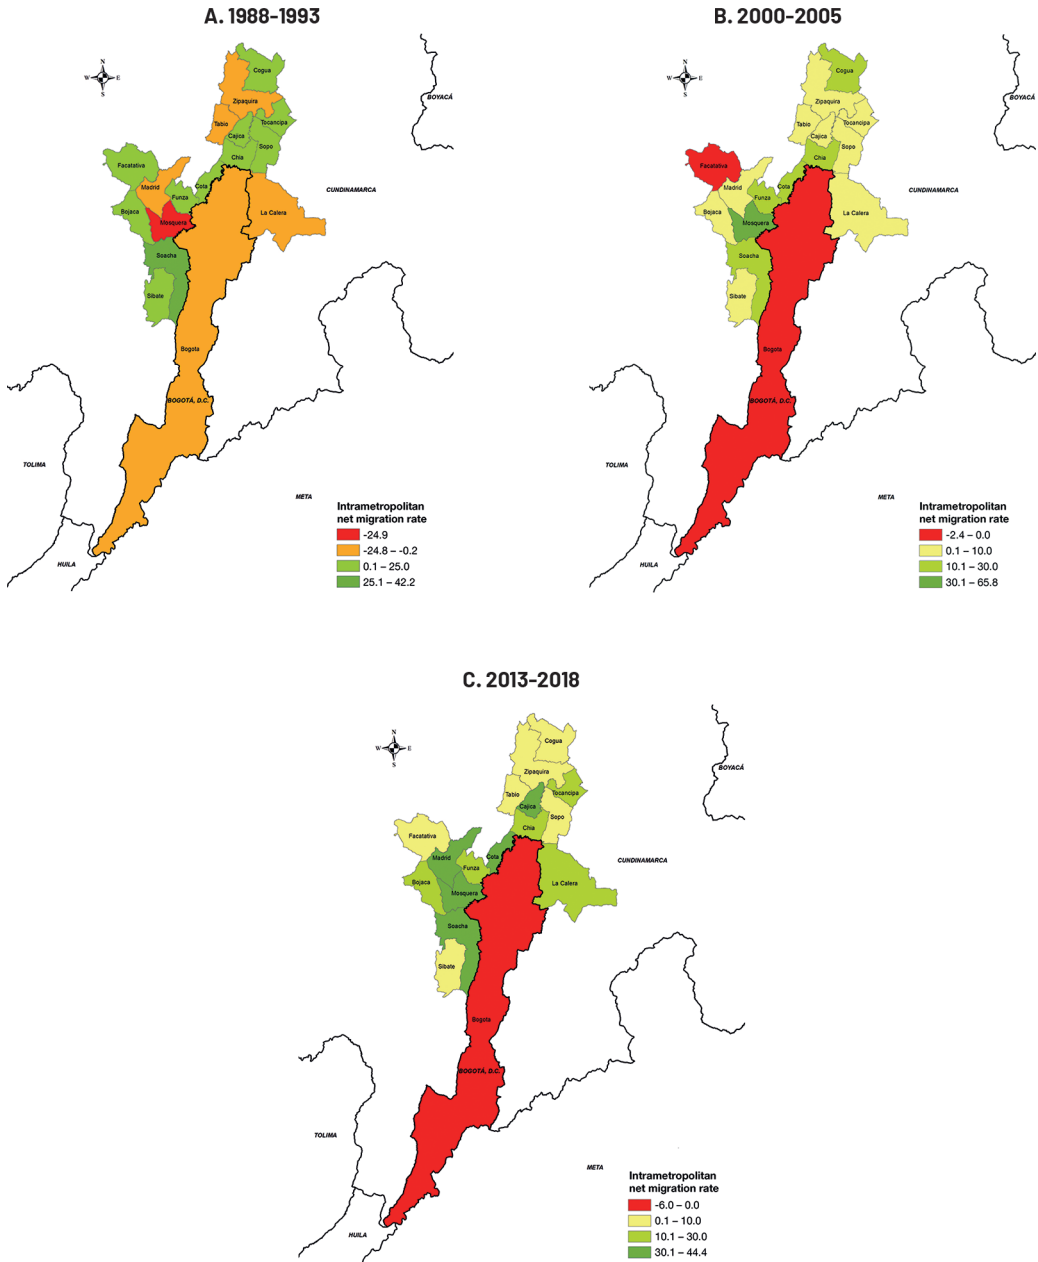 A. 1988-1993
N
W
E
S
BOYACÁ
Cogua
Zipaquira
Tabio
Tocancipa
Cajica
Sopo
Chia
Facatativa
Madrid
Cota
Funza
CUNDINAMARCA
Bojaca
Mosquera
La Calera
Soacha
Sibate
Bogota
BOGOTÁ, D.C.
TOLIMA
META
HUILA
Intrametropolitan
net migration rate
-24.9
-24.8 – -0.2
0.1 – 25.0
25.1 – 42.2
B. 2000-2005
N
W
E
S
BOYACÁ
Cogua
Zipaquira
Tabio
Tocancipa
Cajica
Sopo
Chia
Facatativa
Madrid
Cota
Funza
CUNDINAMARCA
Bojaca
Mosquera
La Calera
Soacha
Sibate
Bogota
BOGOTÁ, D.C.
TOLIMA
META
HUILA
Intrametropolitan
net migration rate
-2.4 – 0.0
0.1 – 10.0
10.1 – 30.0
30.1 – 65.8
C. 2013-2018
N
W
E
S
BOYACÁ
Cogua
Zipaquira
Tabio
Tocancipa
Cajica
Sopo
Chia
Facatativa
Madrid
Cota
Funza
CUNDINAMARCA
Bojaca
Mosquera
La Calera
Soacha
Sibate
Bogota
BOGOTÁ, D.C.
TOLIMA
META
HUILA
Intrametropolitan
net migration rate
-6.0 – 0.0
0.1 – 10.0
10.1 – 30.0
30.1 – 44.4